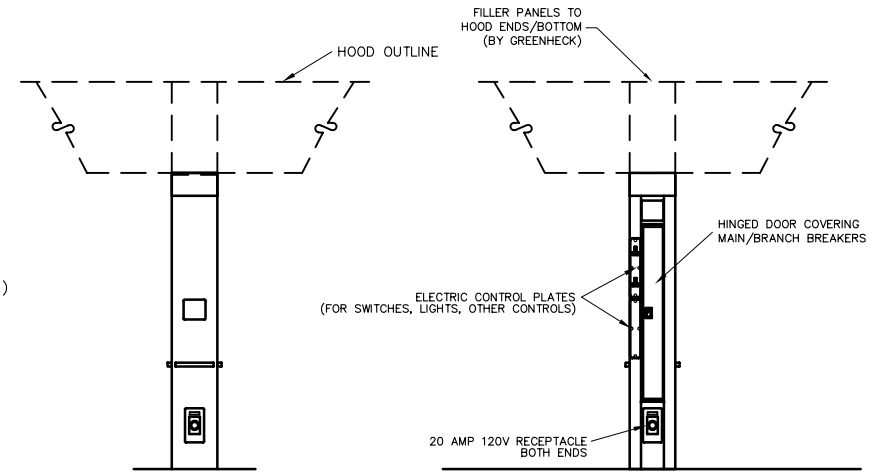 FILLER PANELS TO
HOOD ENDS/BOTTOM
(BY GREENHECK)
HOOD OUTLINE
HINGED DOOR COVERING
MAIN/BRANCH BREAKERS
)
ELECTRIC CONTROL PLATES
(FOR SWITCHES, LIGHTS, OTHER CONTROLS)
20 AMP 120V RECEPTACLE
BOTH ENDS